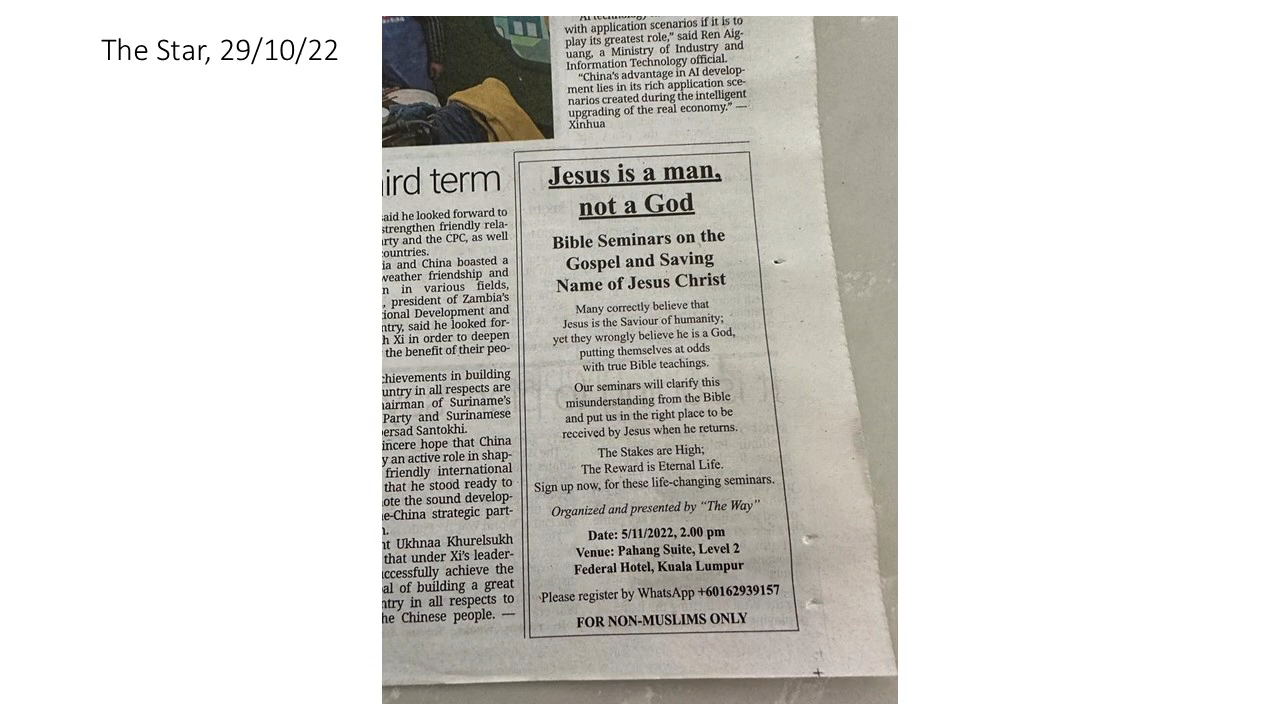 The Star, 29/10/22
with application scenarios if it is to
play its greatest role,” said Ren Aig-
uang, a Ministry of Industry and
Information Technology official.
“China’s advantage in AI develop-
ment lies in its rich application sce-
narios created during the intelligent
upgrading of the real economy.” —
Xinhua
ird term
said he looked forward to
strengthen friendly rela-
rty and the CPC, as well
countries.
ia and China boasted a
weather friendship and
n in various fields,
, president of Zambia’s
ional Development and
ntry, said he looked for-
h Xi in order to deepen
the benefit of their peo-
chievements in building
untry in all respects are
airman of Suriname’s
Party and Surinamese
ersad Santokhi.
incere hope that China
y an active role in shap-
friendly international
that he stood ready to
ote the sound develop-
e-China strategic part-
nt Ukhnaa Khurelsukh
that under Xi’s leader-
uccessfully achieve the
al of building a great
ntry in all respects to
he Chinese people. —
Jesus is a man,
not a God
Bible Seminars on the
Gospel and Saving
Name of Jesus Christ
Many correctly believe that
Jesus is the Saviour of humanity;
yet they wrongly believe he is a God,
putting themselves at odds
with true Bible teachings.
Our seminars will clarify this
misunderstanding from the Bible
and put us in the right place to be
received by Jesus when he returns.
The Stakes are High;
The Reward is Eternal Life.
Sign up now, for these life-changing seminars.
Organized and presented by “The Way”
Date: 5/11/2022, 2.00 pm
Venue: Pahang Suite, Level 2
Federal Hotel, Kuala Lumpur
Please register by WhatsApp +60162939157
FOR NON-MUSLIMS ONLY